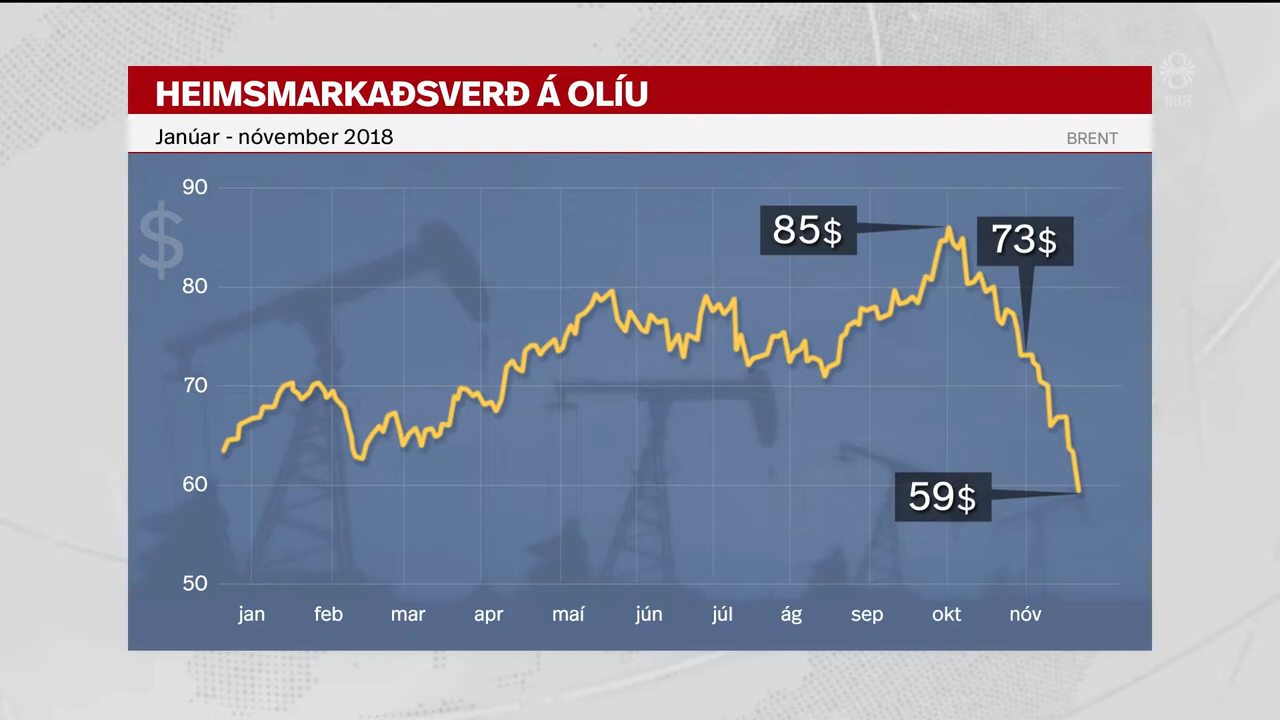 HEIMSMARKAÐSVERÐ Á OLÍU
888
Janúar - nóvember 2018
BRENT
$
90
80
70
60
50
85$
73$
59$
jan feb mar apr maí jún júl ág sep okt nóv